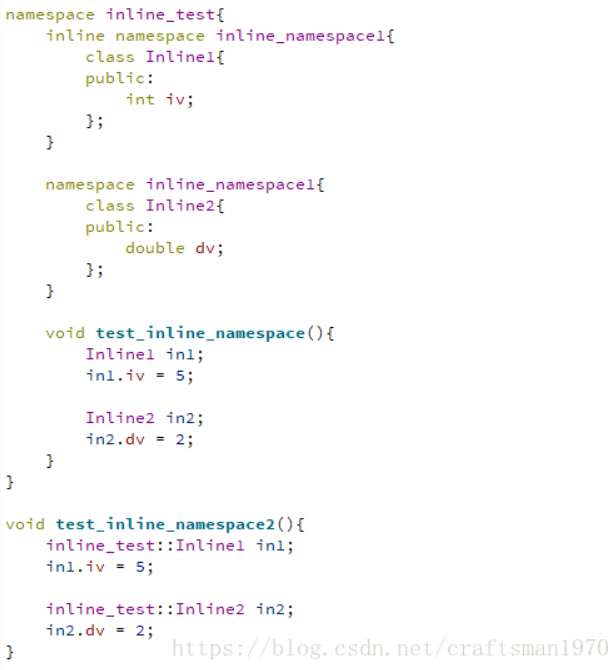 namespace inline_test{
    inline namespace inline_namespace1{
        class Inline1{
        public:
            int iv;
        };
    }

    namespace inline_namespace1{
        class Inline2{
        public:
            double dv;
        };
    }

    void test_inline_namespace(){
        Inline1 in1;
        in1.iv = 5;

        Inline2 in2;
        in2.dv = 2;
    }
}

void test_inline_namespace2(){
    inline_test::Inline1 in1;
    in1.iv = 5;

    inline_test::Inline2 in2;
    in2.dv = 2;
}
https://blog.csdn.net/craftsman1970